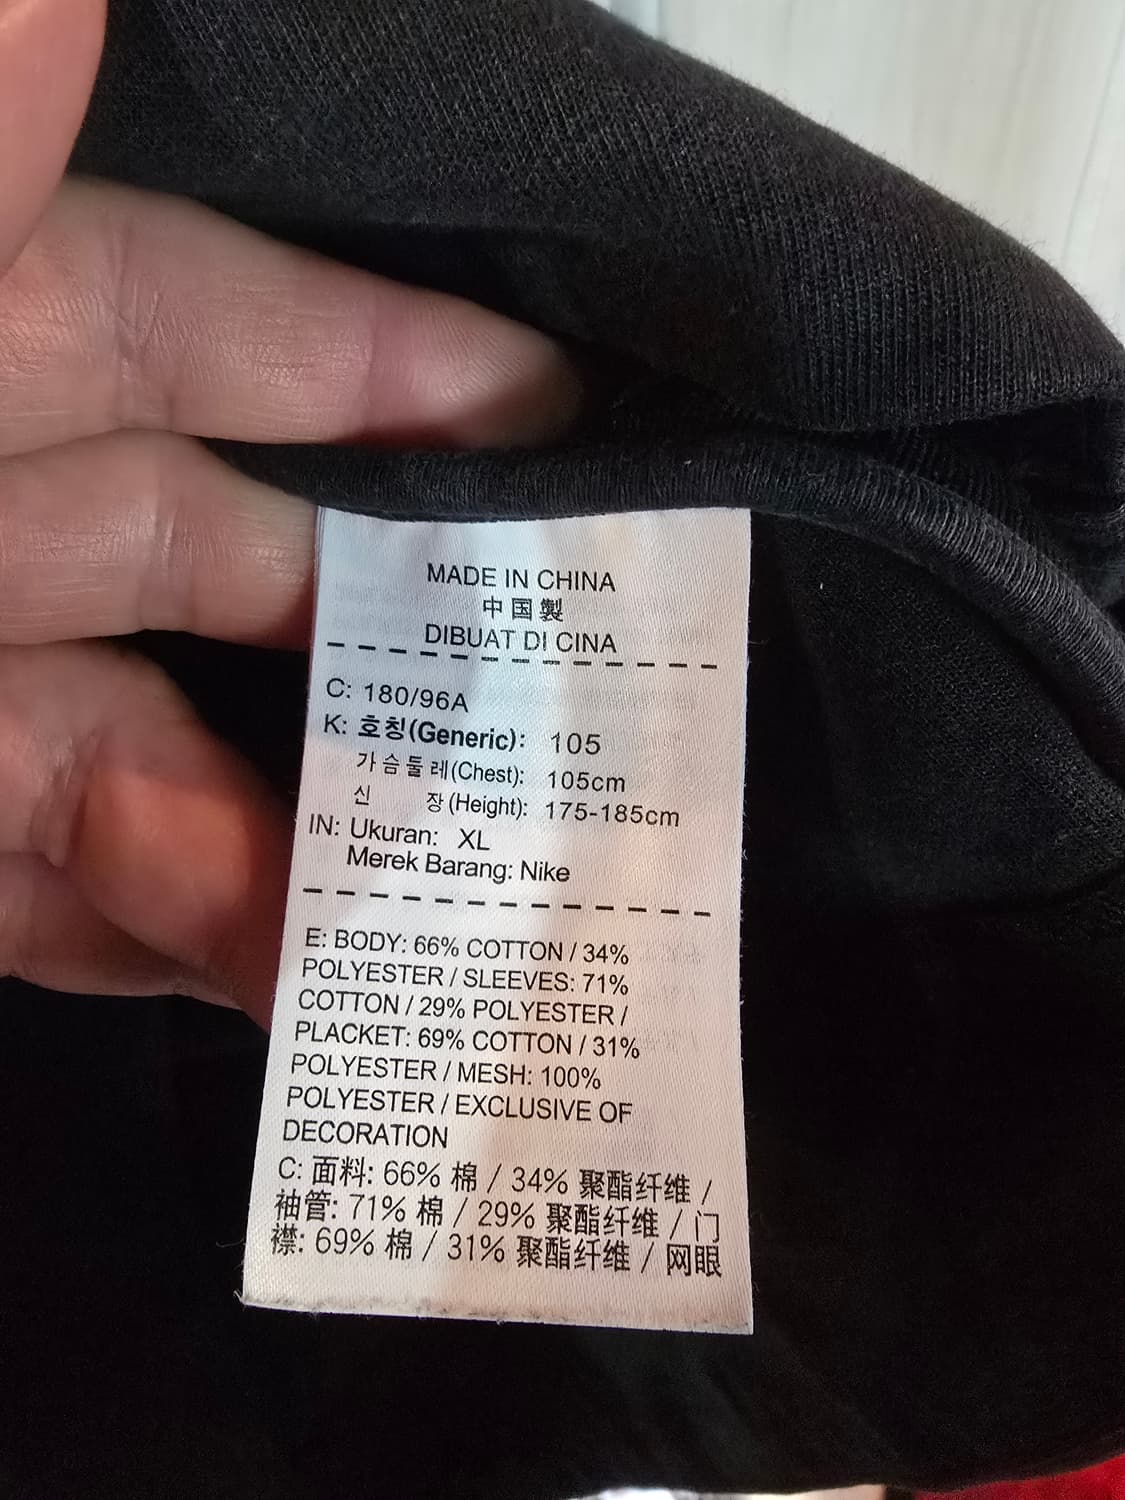 MADE IN CHINA
中国製
DIBUAT DI CINA
C: 180/96A
K: 호칭(Generic): 105
가슴둘레(Chest): 105cm
신 장(Height): 175-185cm
IN: Ukuran: XL
Merek Barang: Nike
E: BODY: 66% COTTON / 34%
POLYESTER / SLEEVES: 71%
COTTON / 29% POLYESTER /
PLACKET: 69% COTTON / 31%
POLYESTER / MESH: 100%
POLYESTER / EXCLUSIVE OF
DECORATION
C: 面料: 66% 棉 / 34% 聚酯纤维 /
袖管: 71% 棉 / 29% 聚酯纤维 / 门
襟: 69% 棉 / 31% 聚酯纤维 / 网眼